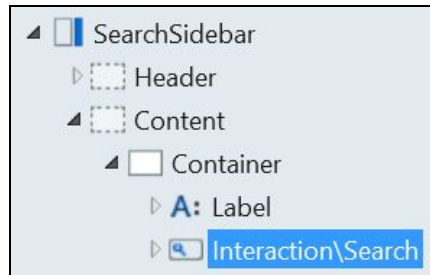 SearchSidebar
Header
Content
Container
A: Label
Interaction\Search